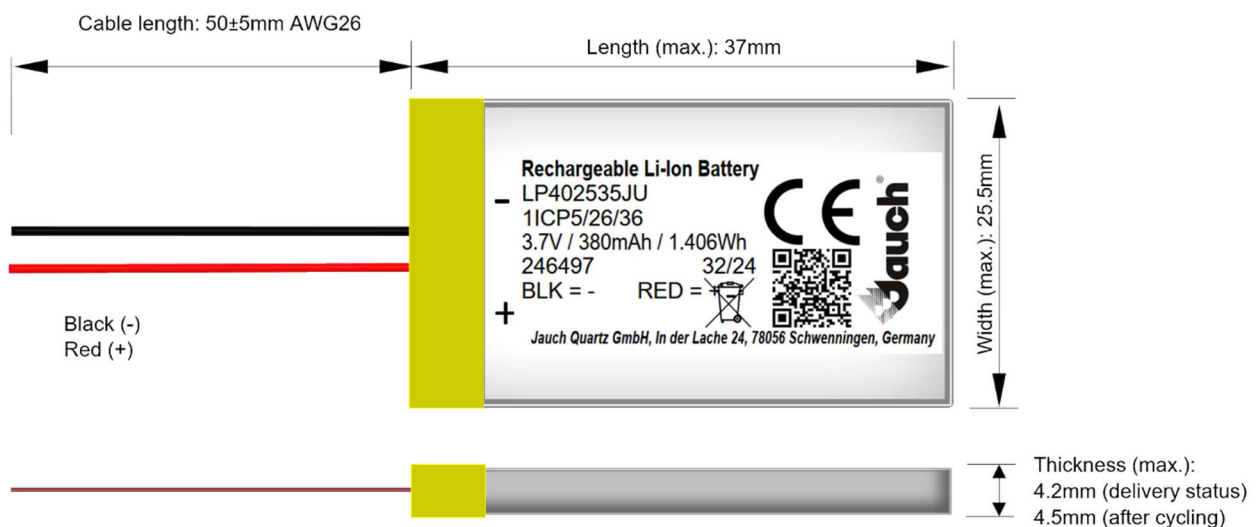 Cable length: 50±5mm AWG26
Length (max.): 37mm
Rechargeable Li-Ion Battery
- LP402535JU
1ICP5/26/36
3.7V / 380mAh / 1.406Wh
246497 32/24
BLK = - RED = +
+
Jauch Quartz GmbH, In der Lache 24, 78056 Schwenningen, Germany
CE
Jauch®
Width (max.): 25.5mm
Black (-)
Red (+)
Thickness (max.):
4.2mm (delivery status)
4.5mm (after cycling)